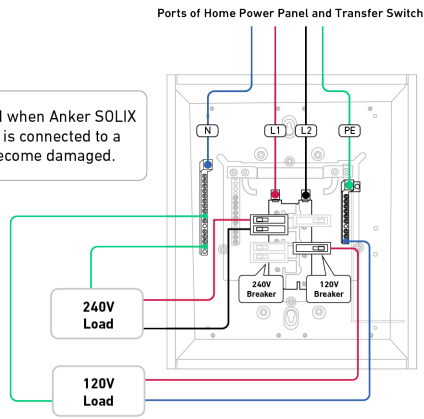 Ports of Home Power Panel and Transfer Switch
when Anker SOLIX
is connected to a
ecome damaged.
N
L1
L2
PE
240V
Breaker
120V
Breaker
240V
Load
120V
Load